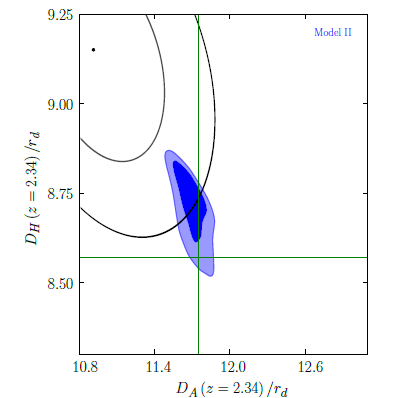 9.25
Model II
9.00
8.75
8.50
D_H (z = 2.34) /r_d
10.8 11.4 12.0 12.6
D_A (z = 2.34) /r_d